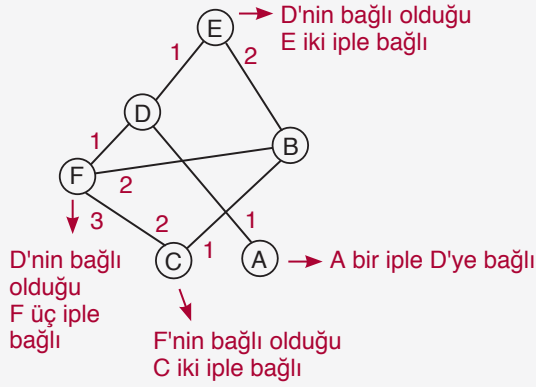 E
D'nin bağlı olduğu
E iki iple bağlı
1
2
D
1
B
F
2
3
2
1
1
C
A
A bir iple D'ye bağlı
D'nin bağlı
olduğu
F üç iple
bağlı
F'nin bağlı olduğu
C iki iple bağlı